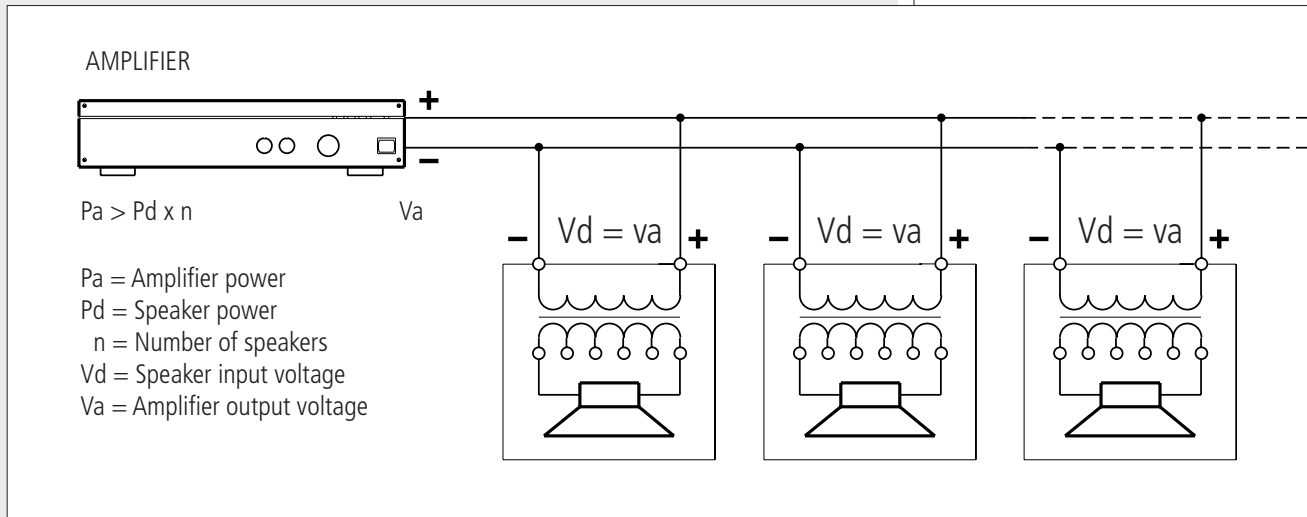 AMPLIFIER
+
−
Pa > Pd x n
Va
− Vd = va +
− Vd = va +
− Vd = va +
Pa = Amplifier power
Pd = Speaker power
n = Number of speakers
Vd = Speaker input voltage
Va = Amplifier output voltage